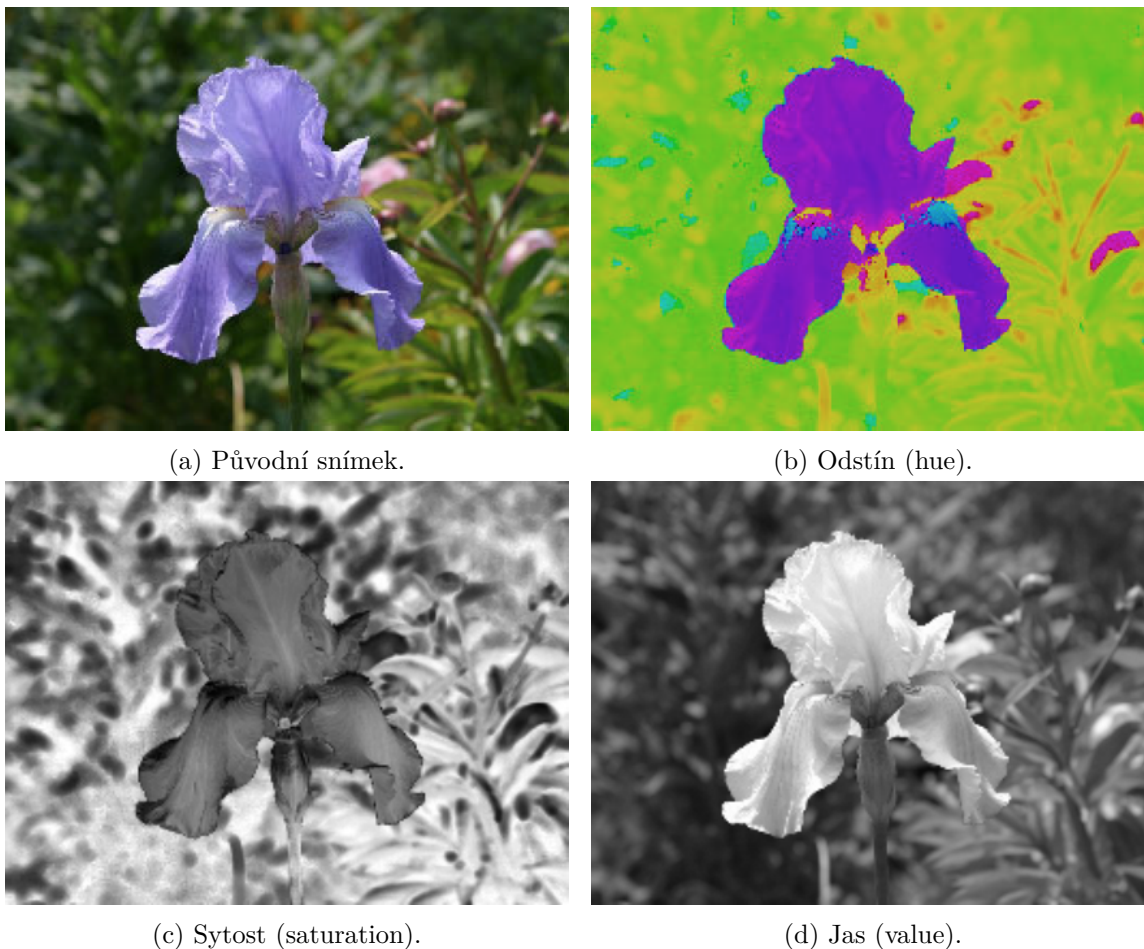 (a) Původní snímek.
(b) Odstín (hue).
(c) Sytost (saturation).
(d) Jas (value).